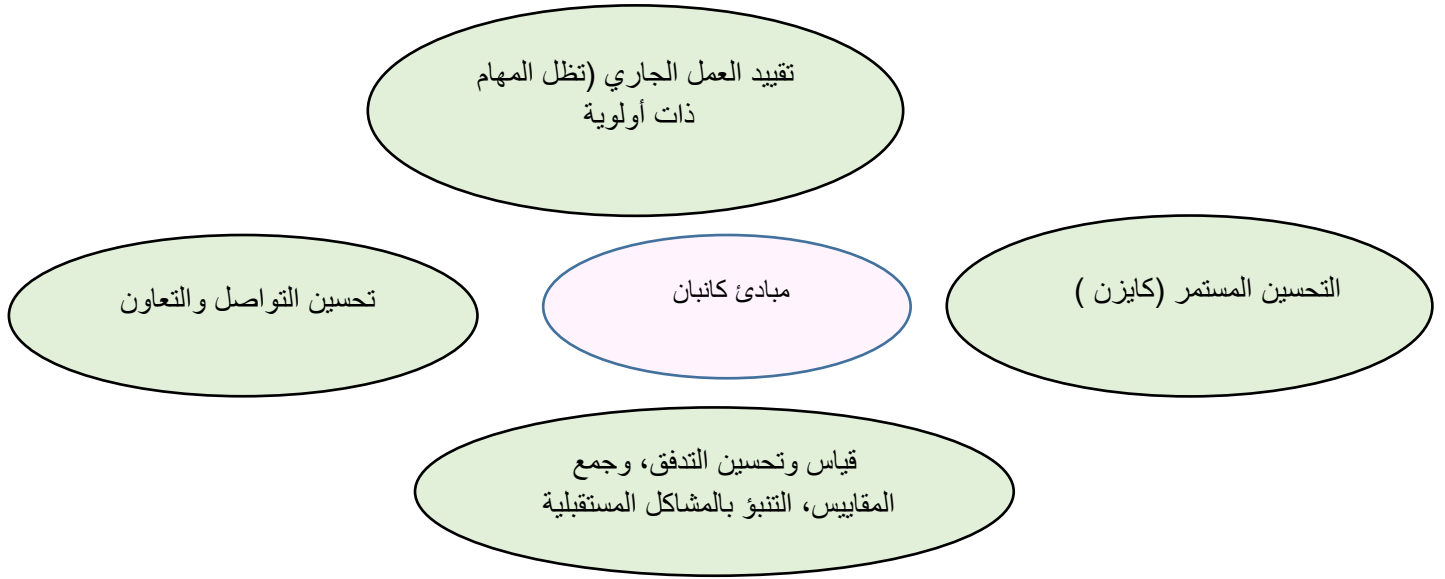 تقييد العمل الجاري (تظل المهام
ذات أولوية
التحسين المستمر (كايزن )
مبادئ كانبان
تحسين التواصل والتعاون
قياس وتحسين التدفق، وجمع
المقاييس، التنبؤ بالمشاكل المستقبلية